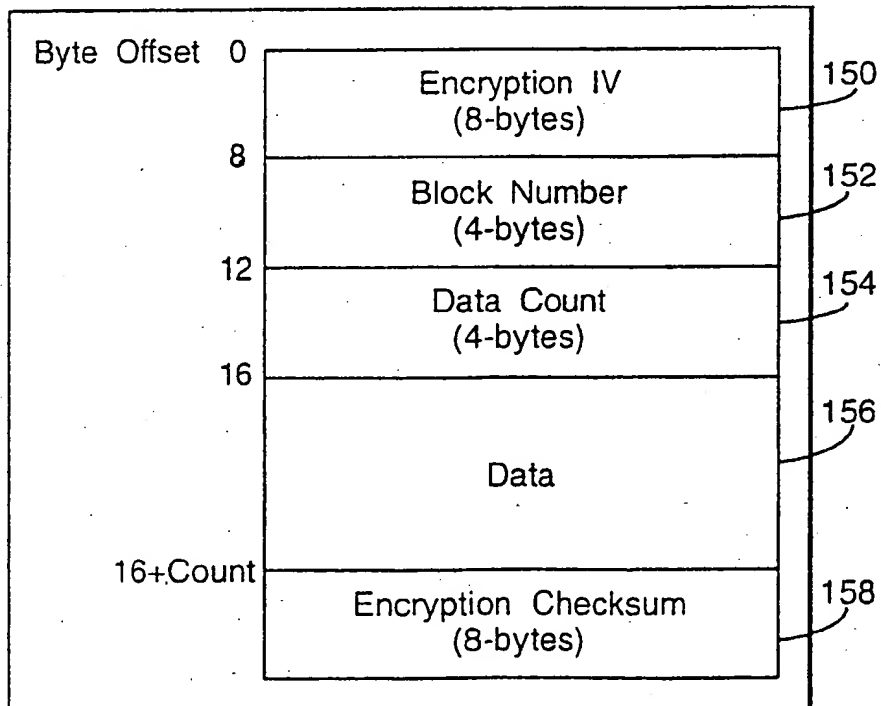 Byte Offset 0
Encryption IV
(8-bytes)
150
8
Block Number
(4-bytes)
152
12
Data Count
(4-bytes)
154
16
Data
156
16+Count
Encryption Checksum
(8-bytes)
158